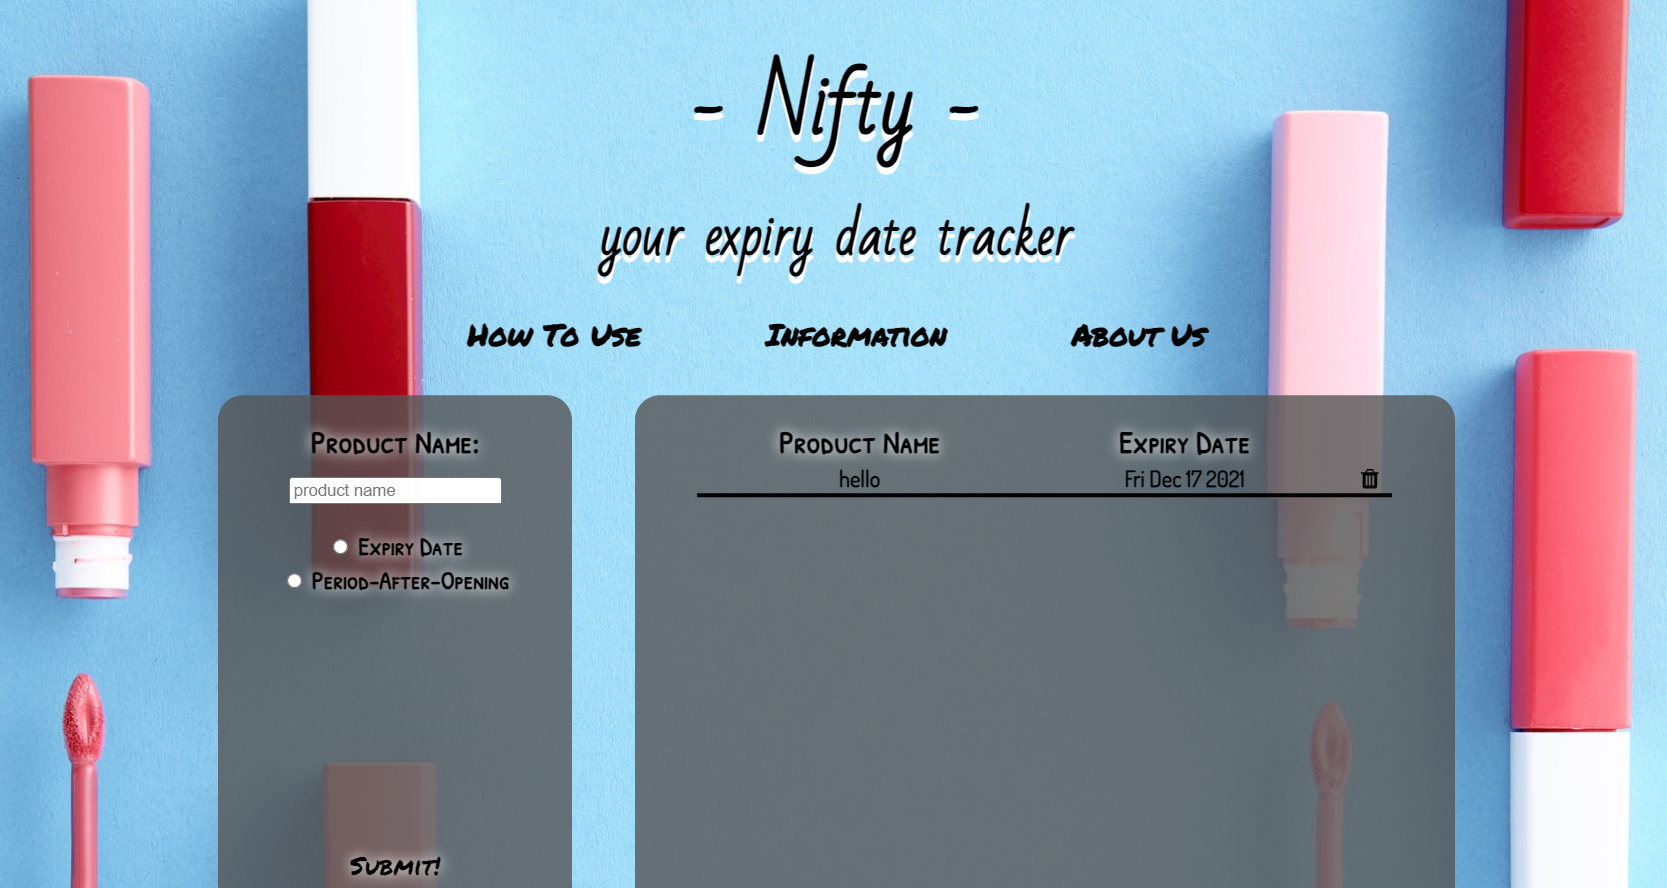 - Nifty -
your expiry date tracker
How To Use Information About Us
Product Name:
product name
Expiry Date
Period-After-Opening
Submit!
Product Name Expiry Date
hello Fri Dec 17 2021